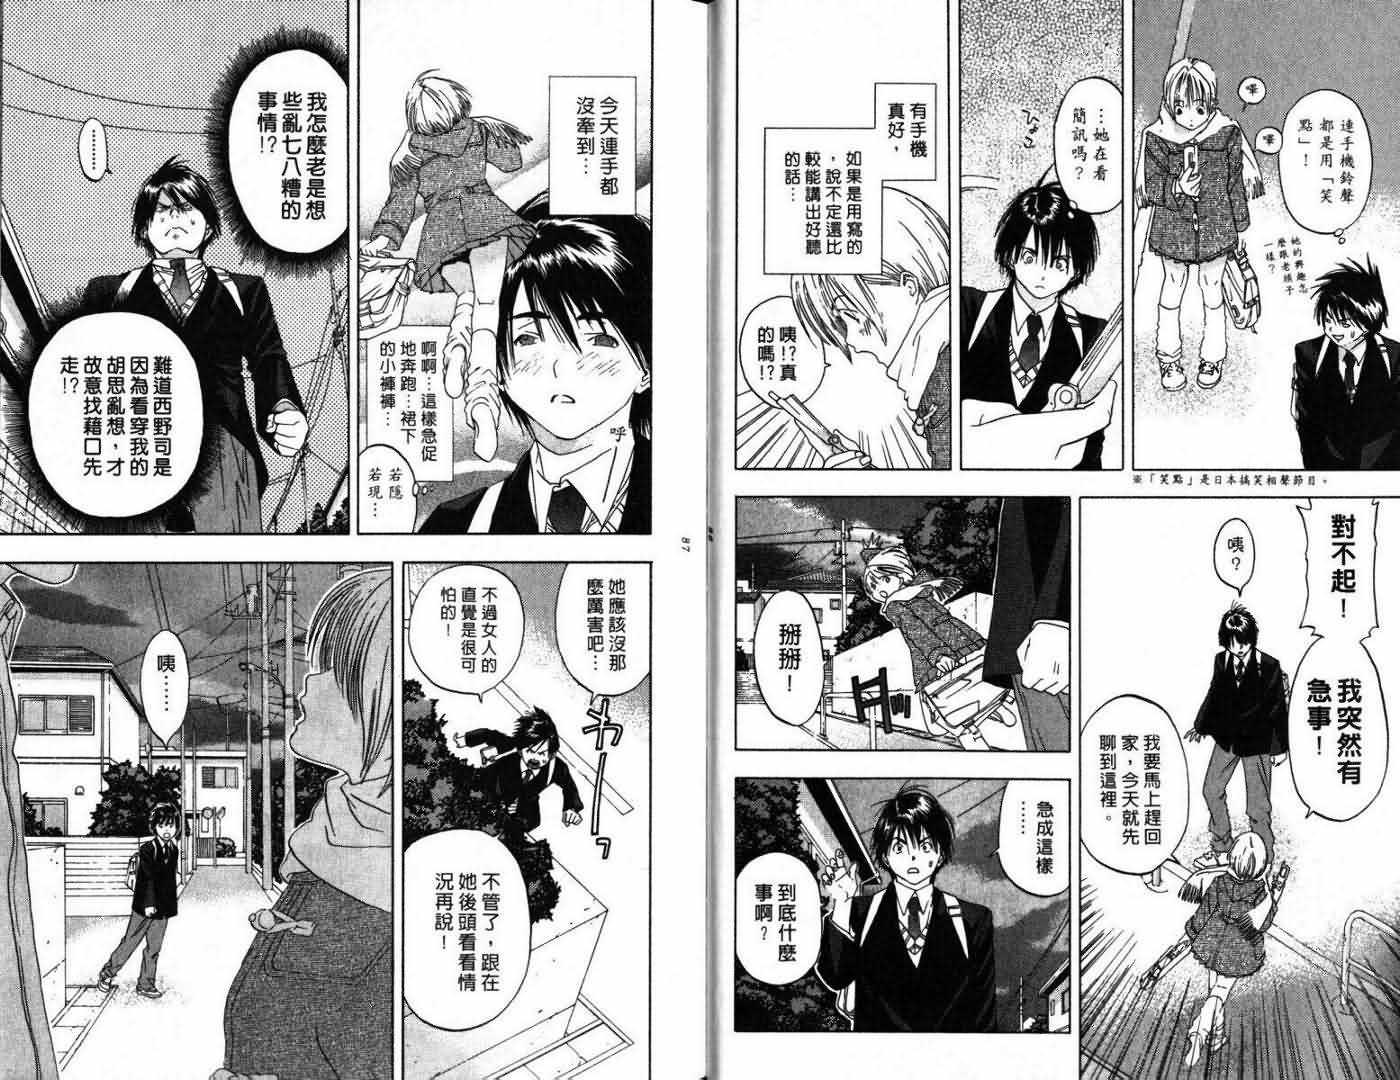 連手機鈴聲
都是用「笑
點」！
嗶
嗶
她的興趣怎
麼跟老頭子
一樣？
※「笑點」是日本搞笑相聲節目。
…她在看
簡訊嗎？
ひょこ
有手機
真好，
如果是用寫的
，說不定還比
較能講出好聽
的話…
咦!?真
的嗎!?
對不起！
我突然有
急事！
咦？
我要馬上趕回
家，今天就先
聊到這裡。
掰掰！
急成這樣
……
到底什麼
事啊？
87
今天連手都
沒牽到…
啊啊…這樣急促
地奔跑…裙下
的小褲褲…
若隱
若現…
呼
我怎麼老是想
些亂七八糟的
事情!?
……
難道西野司是
因為看穿我的
胡思亂想，才
故意找藉口先
走!?
她應該沒那
麼厲害吧…
不過女人的
直覺是很可
怕的！
不管了，跟在
她後頭看看情
況再說！
咦……